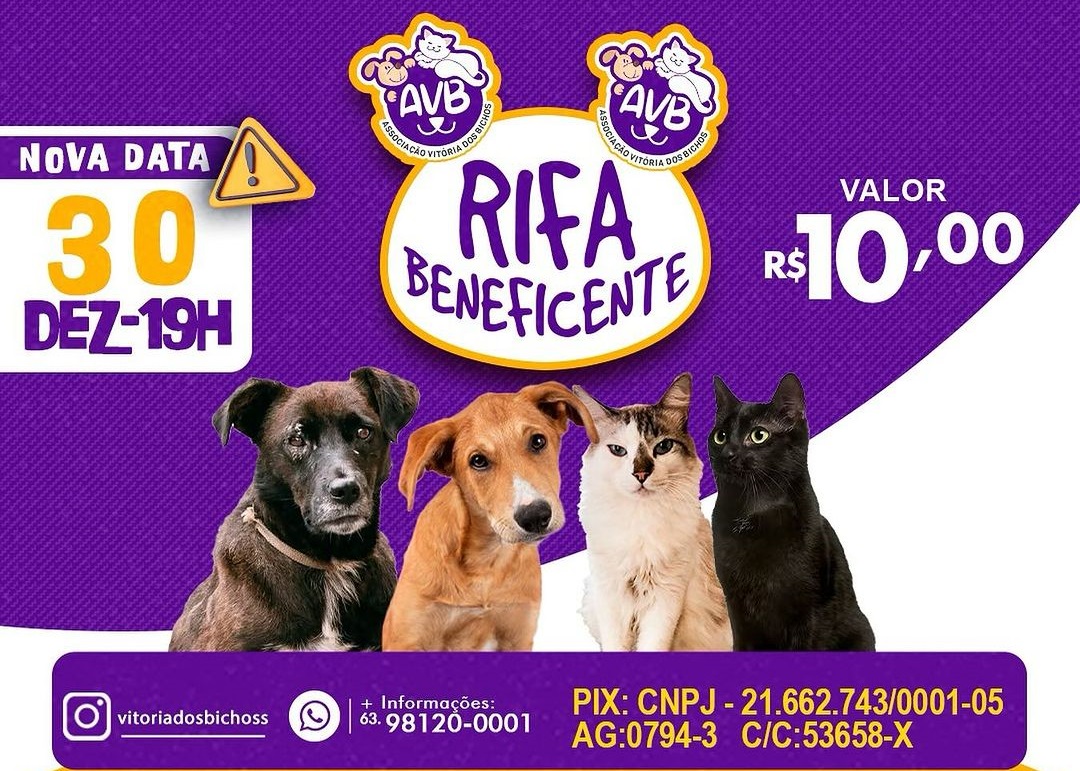 AVB
ASSOCIAÇÃO VITÓRIA DOS BICHOS
AVB
ASSOCIAÇÃO VITÓRIA DOS BICHOS
NOVA DATA
30
DEZ-19H
RIFA
BENEFICENTE
VALOR
R$10,00
vitoriadosbichoss
+ Informações:
63. 98120-0001
PIX: CNPJ - 21.662.743/0001-05
AG:0794-3 C/C:53658-X